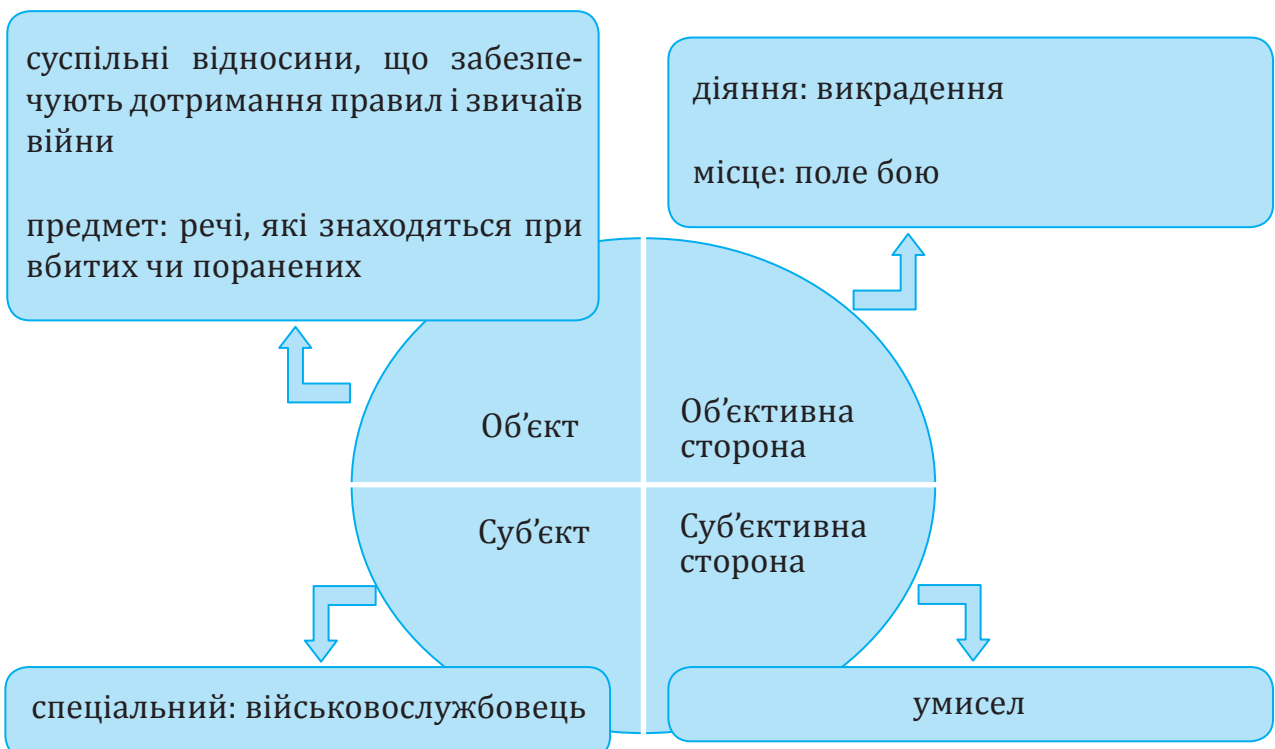 суспільні відносини, що забезпе-
чують дотримання правил і звичаїв
війни
предмет: речі, які знаходяться при
вбитих чи поранених
діяння: викрадення
місце: поле бою
Об’єкт
Об’єктивна
сторона
Суб’єкт
Суб’єктивна
сторона
спеціальний: військовослужбовець
умисел